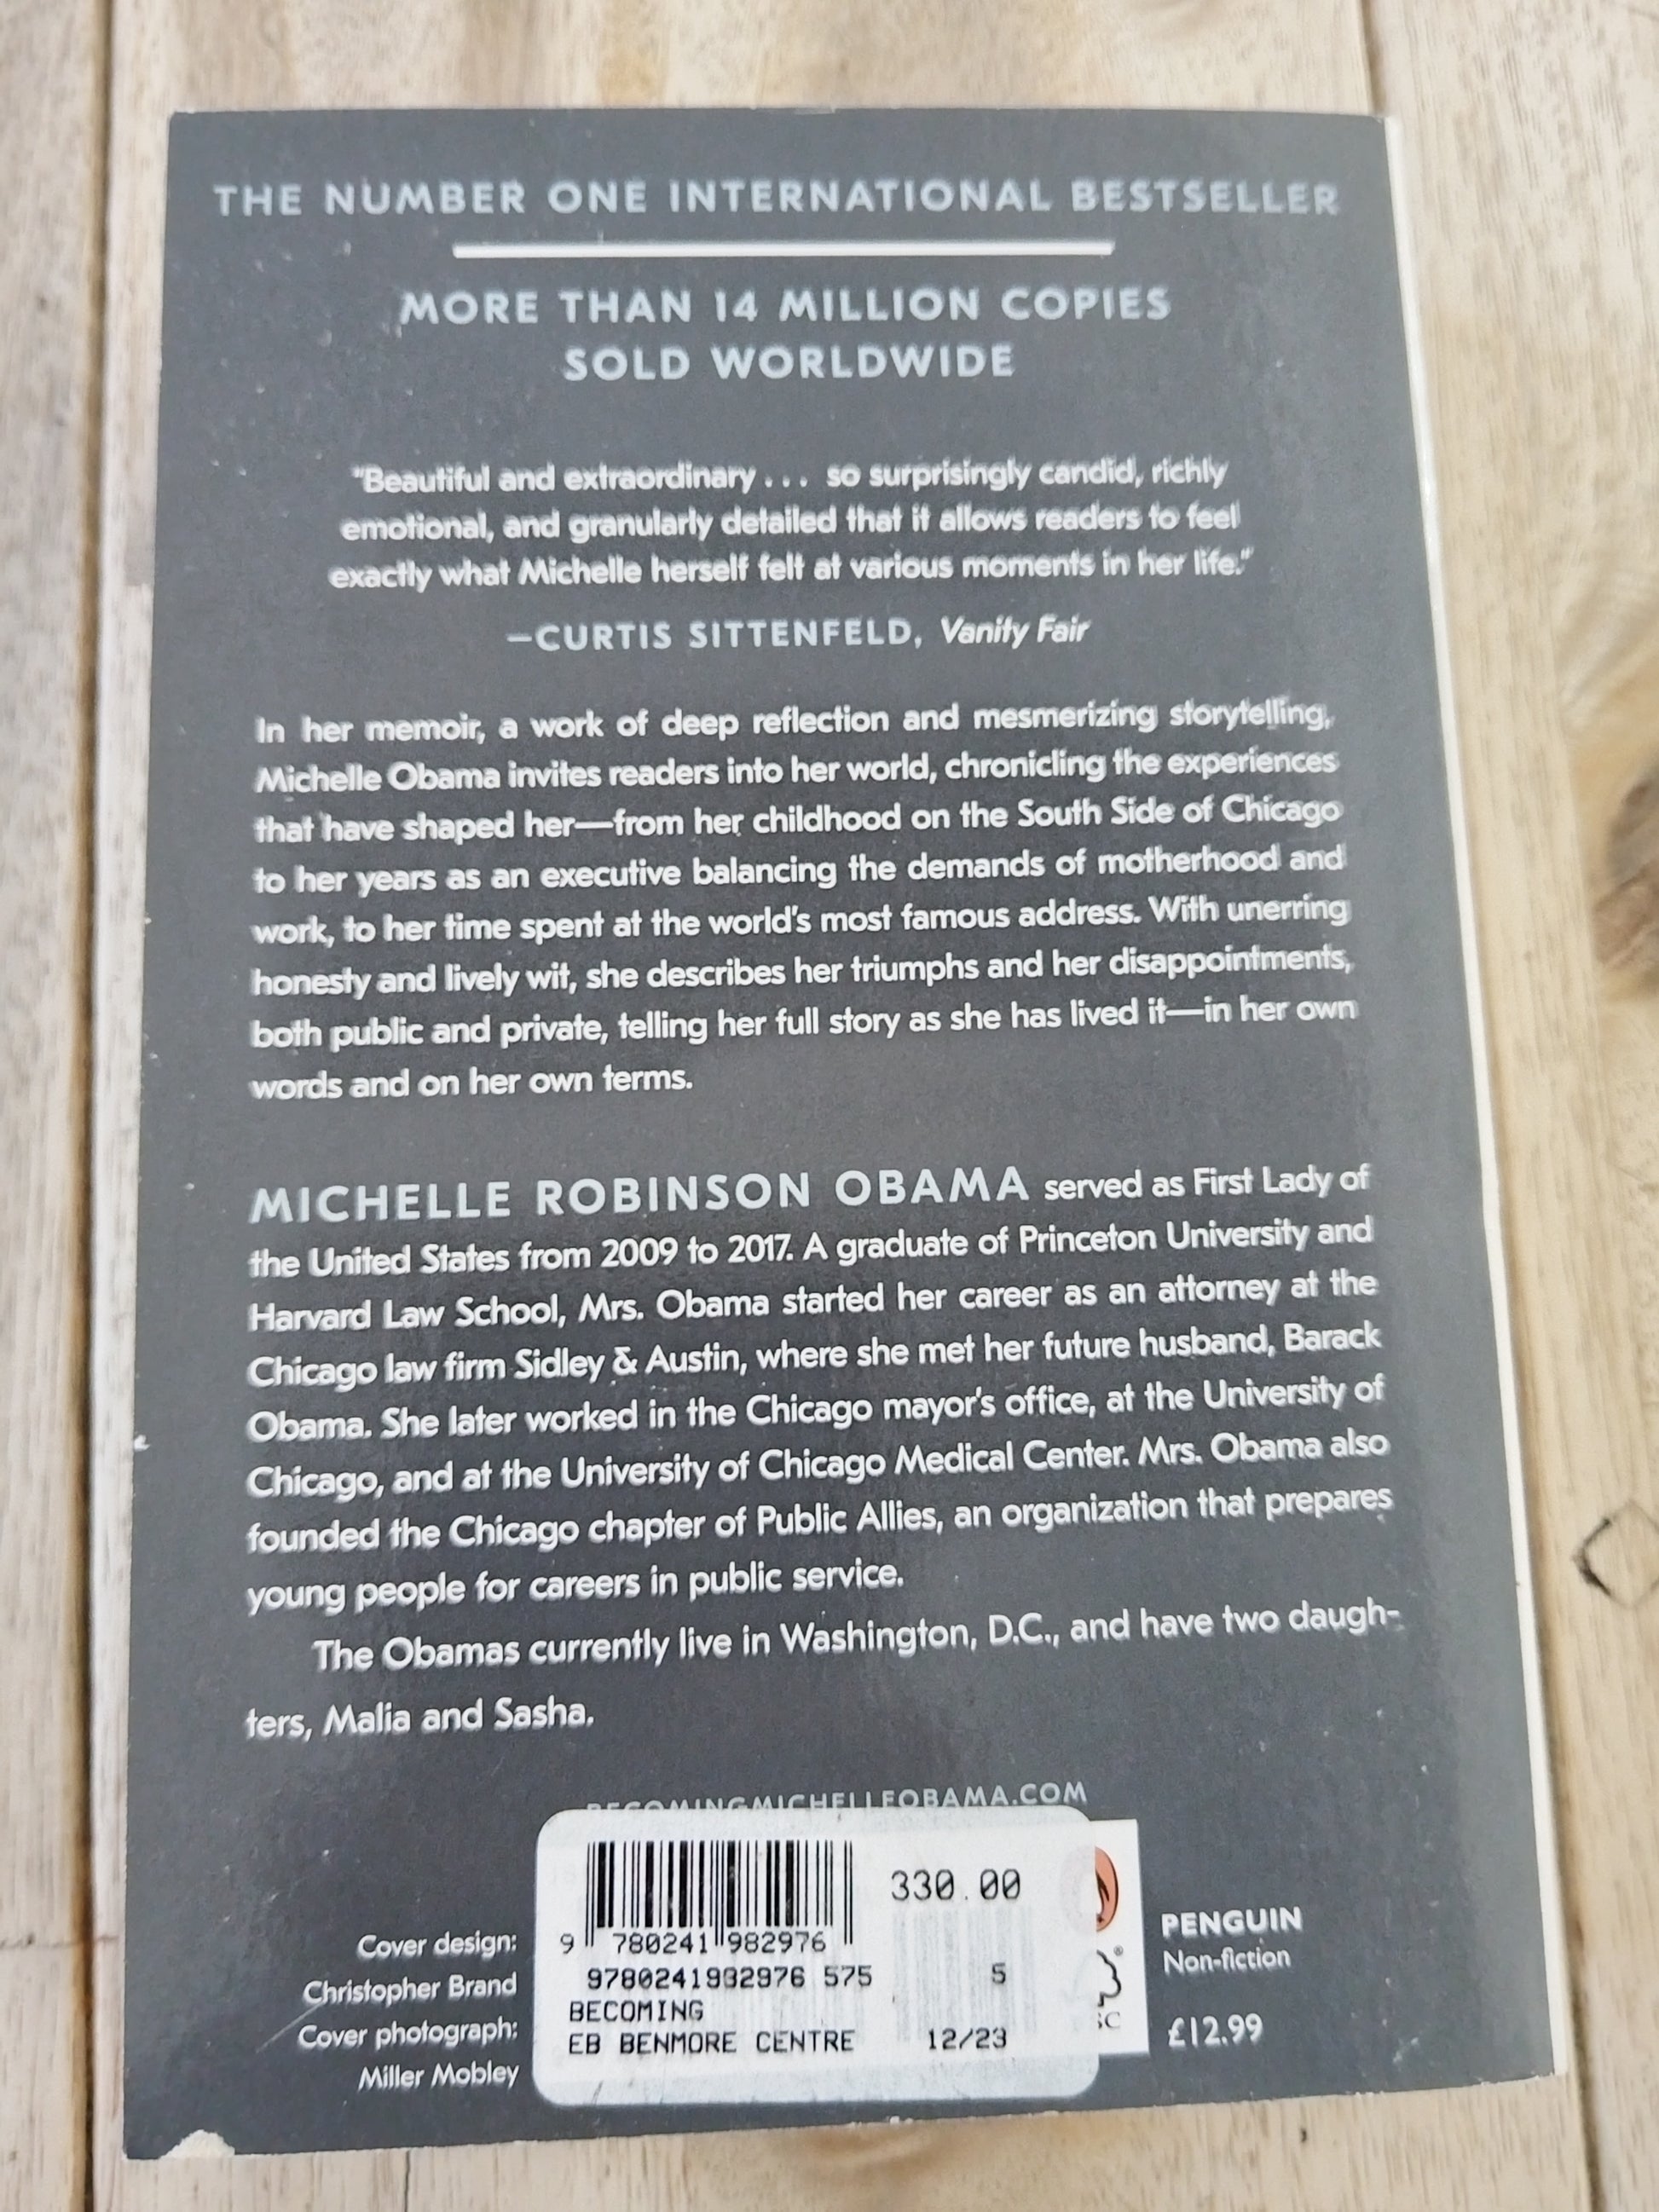 THE NUMBER ONE INTERNATIONAL BESTSELLER
MORE THAN 14 MILLION COPIES
SOLD WORLDWIDE
"Beautiful and extraordinary . . . so surprisingly candid, richly
emotional, and granularly detailed that it allows readers to feel
exactly what Michelle herself felt at various moments in her life."
—CURTIS SITTENFELD, Vanity Fair
In her memoir, a work of deep reflection and mesmerizing storytelling,
Michelle Obama invites readers into her world, chronicling the experiences
that have shaped her—from her childhood on the South Side of Chicago
to her years as an executive balancing the demands of motherhood and
work, to her time spent at the world's most famous address. With unerring
honesty and lively wit, she describes her triumphs and her disappointments,
both public and private, telling her full story as she has lived it—in her own
words and on her own terms.
MICHELLE ROBINSON OBAMA served as First Lady of
the United States from 2009 to 2017. A graduate of Princeton University and
Harvard Law School, Mrs. Obama started her career as an attorney at the
Chicago law firm Sidley & Austin, where she met her future husband, Barack
Obama. She later worked in the Chicago mayor's office, at the University of
Chicago, and at the University of Chicago Medical Center. Mrs. Obama also
founded the Chicago chapter of Public Allies, an organization that prepares
young people for careers in public service.
The Obamas currently live in Washington, D.C., and have two daugh-
ters, Malia and Sasha.
BECOMINGMICHELLEOBAMA.COM
Cover design:
Christopher Brand
Cover photograph:
Miller Mobley
330.00
9 780241 982976
9780241982976 575 5
BECOMING
EB BENMORE CENTRE 12/23
PENGUIN
Non-fiction
£12.99